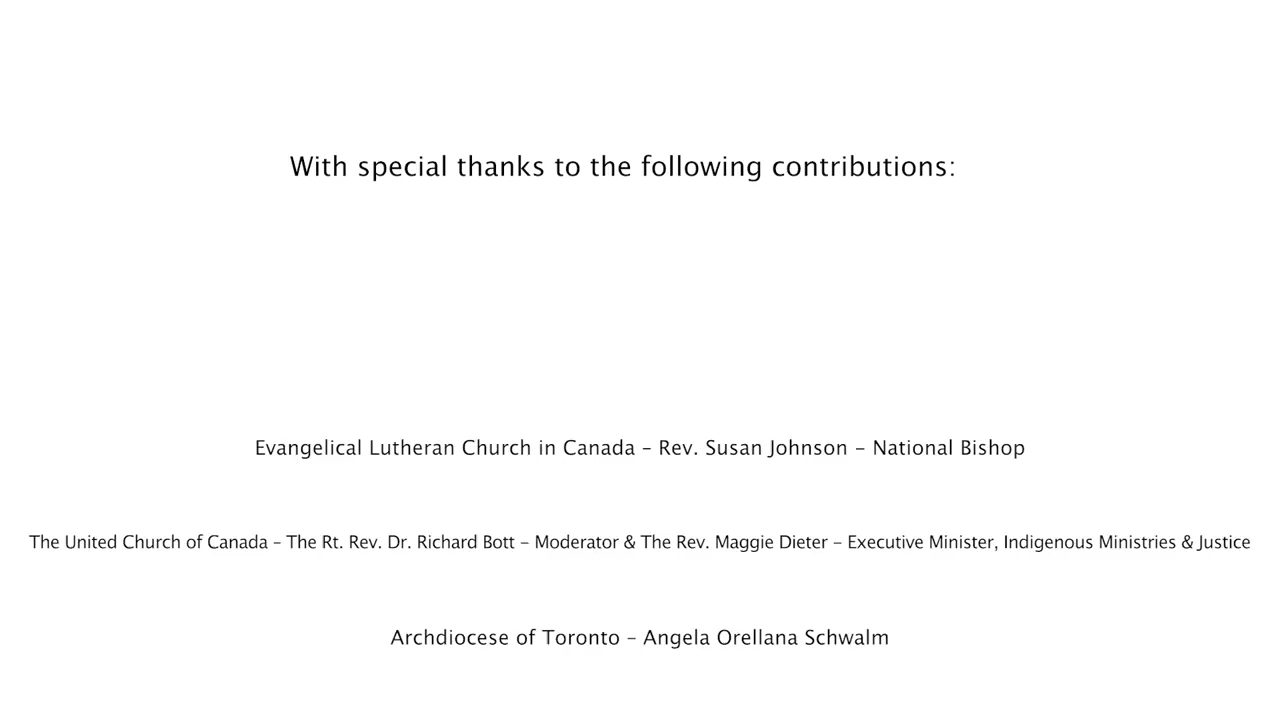 With special thanks to the following contributions:
Evangelical Lutheran Church in Canada – Rev. Susan Johnson – National Bishop
The United Church of Canada – The Rt. Rev. Dr. Richard Bott – Moderator & The Rev. Maggie Dieter – Executive Minister, Indigenous Ministries & Justice
Archdiocese of Toronto – Angela Orellana Schwalm